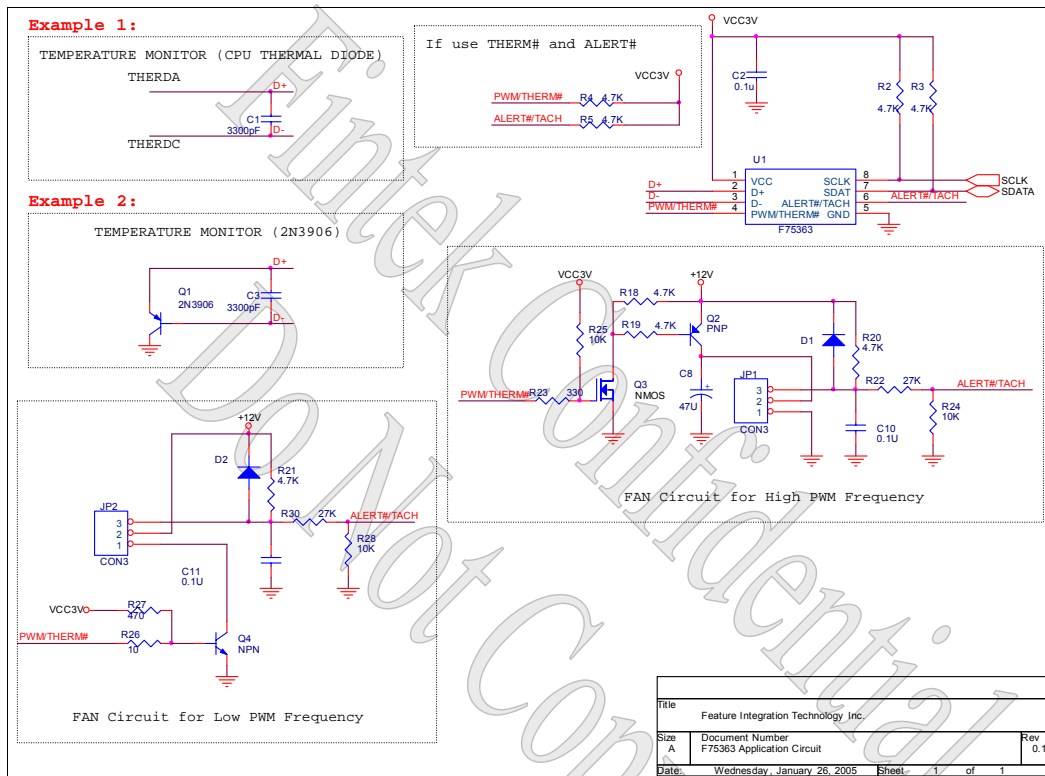 Example 1:
TEMPERATURE MONITOR (CPU THERMAL DIODE)
THERDA
D+
C1
3300pF
D-
THERDC
If use THERM# and ALERT#
VCC3V
PWM/THERM#
R4 4.7K
ALERT#/TACH
R5 4.7K
VCC3V
C2
0.1u
R2
4.7K
R3
4.7K
U1
1 VCC SCLK 8
2 D+ SDAT 7
3 D- ALERT#/TACH 6
4 PWM/THERM# GND 5
F75363
D+
D-
PWM/THERM#
SCLK
SDATA
ALERT#/TACH
Example 2:
TEMPERATURE MONITOR (2N3906)
D+
Q1
2N3906
C3
3300pF
D-
VCC3V
+12V
R18 4.7K
R25
10K
R19 4.7K
Q2
PNP
D1
R20
4.7K
PWM/THERM#
R23 330
Q3
NMOS
C8
47U
+
JP1
3
2
1
CON3
R22 27K
ALERT#/TACH
R24
10K
C10
0.1U
FAN Circuit for High PWM Frequency
+12V
D2
R21
4.7K
JP2
3
2
1
CON3
R30 27K
ALERT#/TACH
R28
10K
C11
0.1U
VCC3V
R27
470
PWM/THERM#
R26
10
Q4
NPN
FAN Circuit for Low PWM Frequency
Fintek Confidential
Do Not Con
Title
Feature Integration Technology Inc.
Size Document Number Rev
A F75363 Application Circuit 0.1
Date: Wednesday, January 26, 2005 Sheet 1 of 1